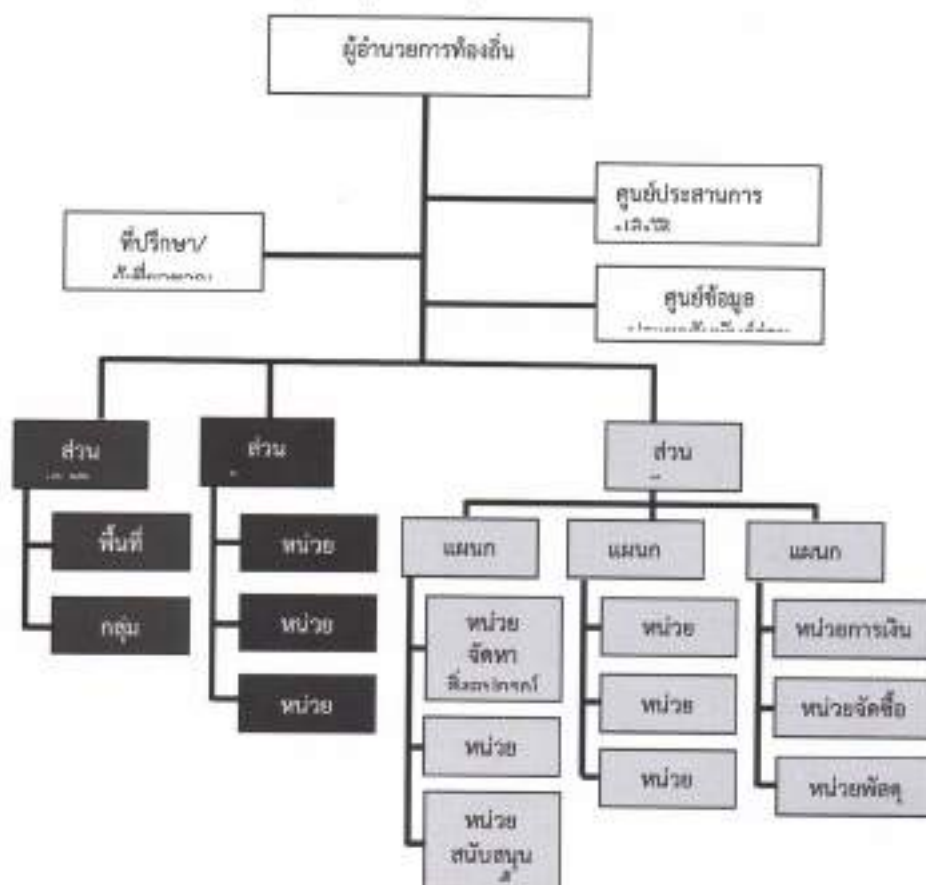 ผู้อำนวยการท้องถิ่น
ศูนย์ประสานการ
ที่ปรึกษา/
ศูนย์ข้อมูล
ส่วน
ส่วน
ส่วน
พื้นที่
กลุ่ม
หน่วย
หน่วย
หน่วย
แผนก
หน่วย
จัดหา
หน่วย
หน่วย
สนับสนุน
แผนก
หน่วย
หน่วย
หน่วย
แผนก
หน่วยการเงิน
หน่วยจัดซื้อ
หน่วยพัสดุ